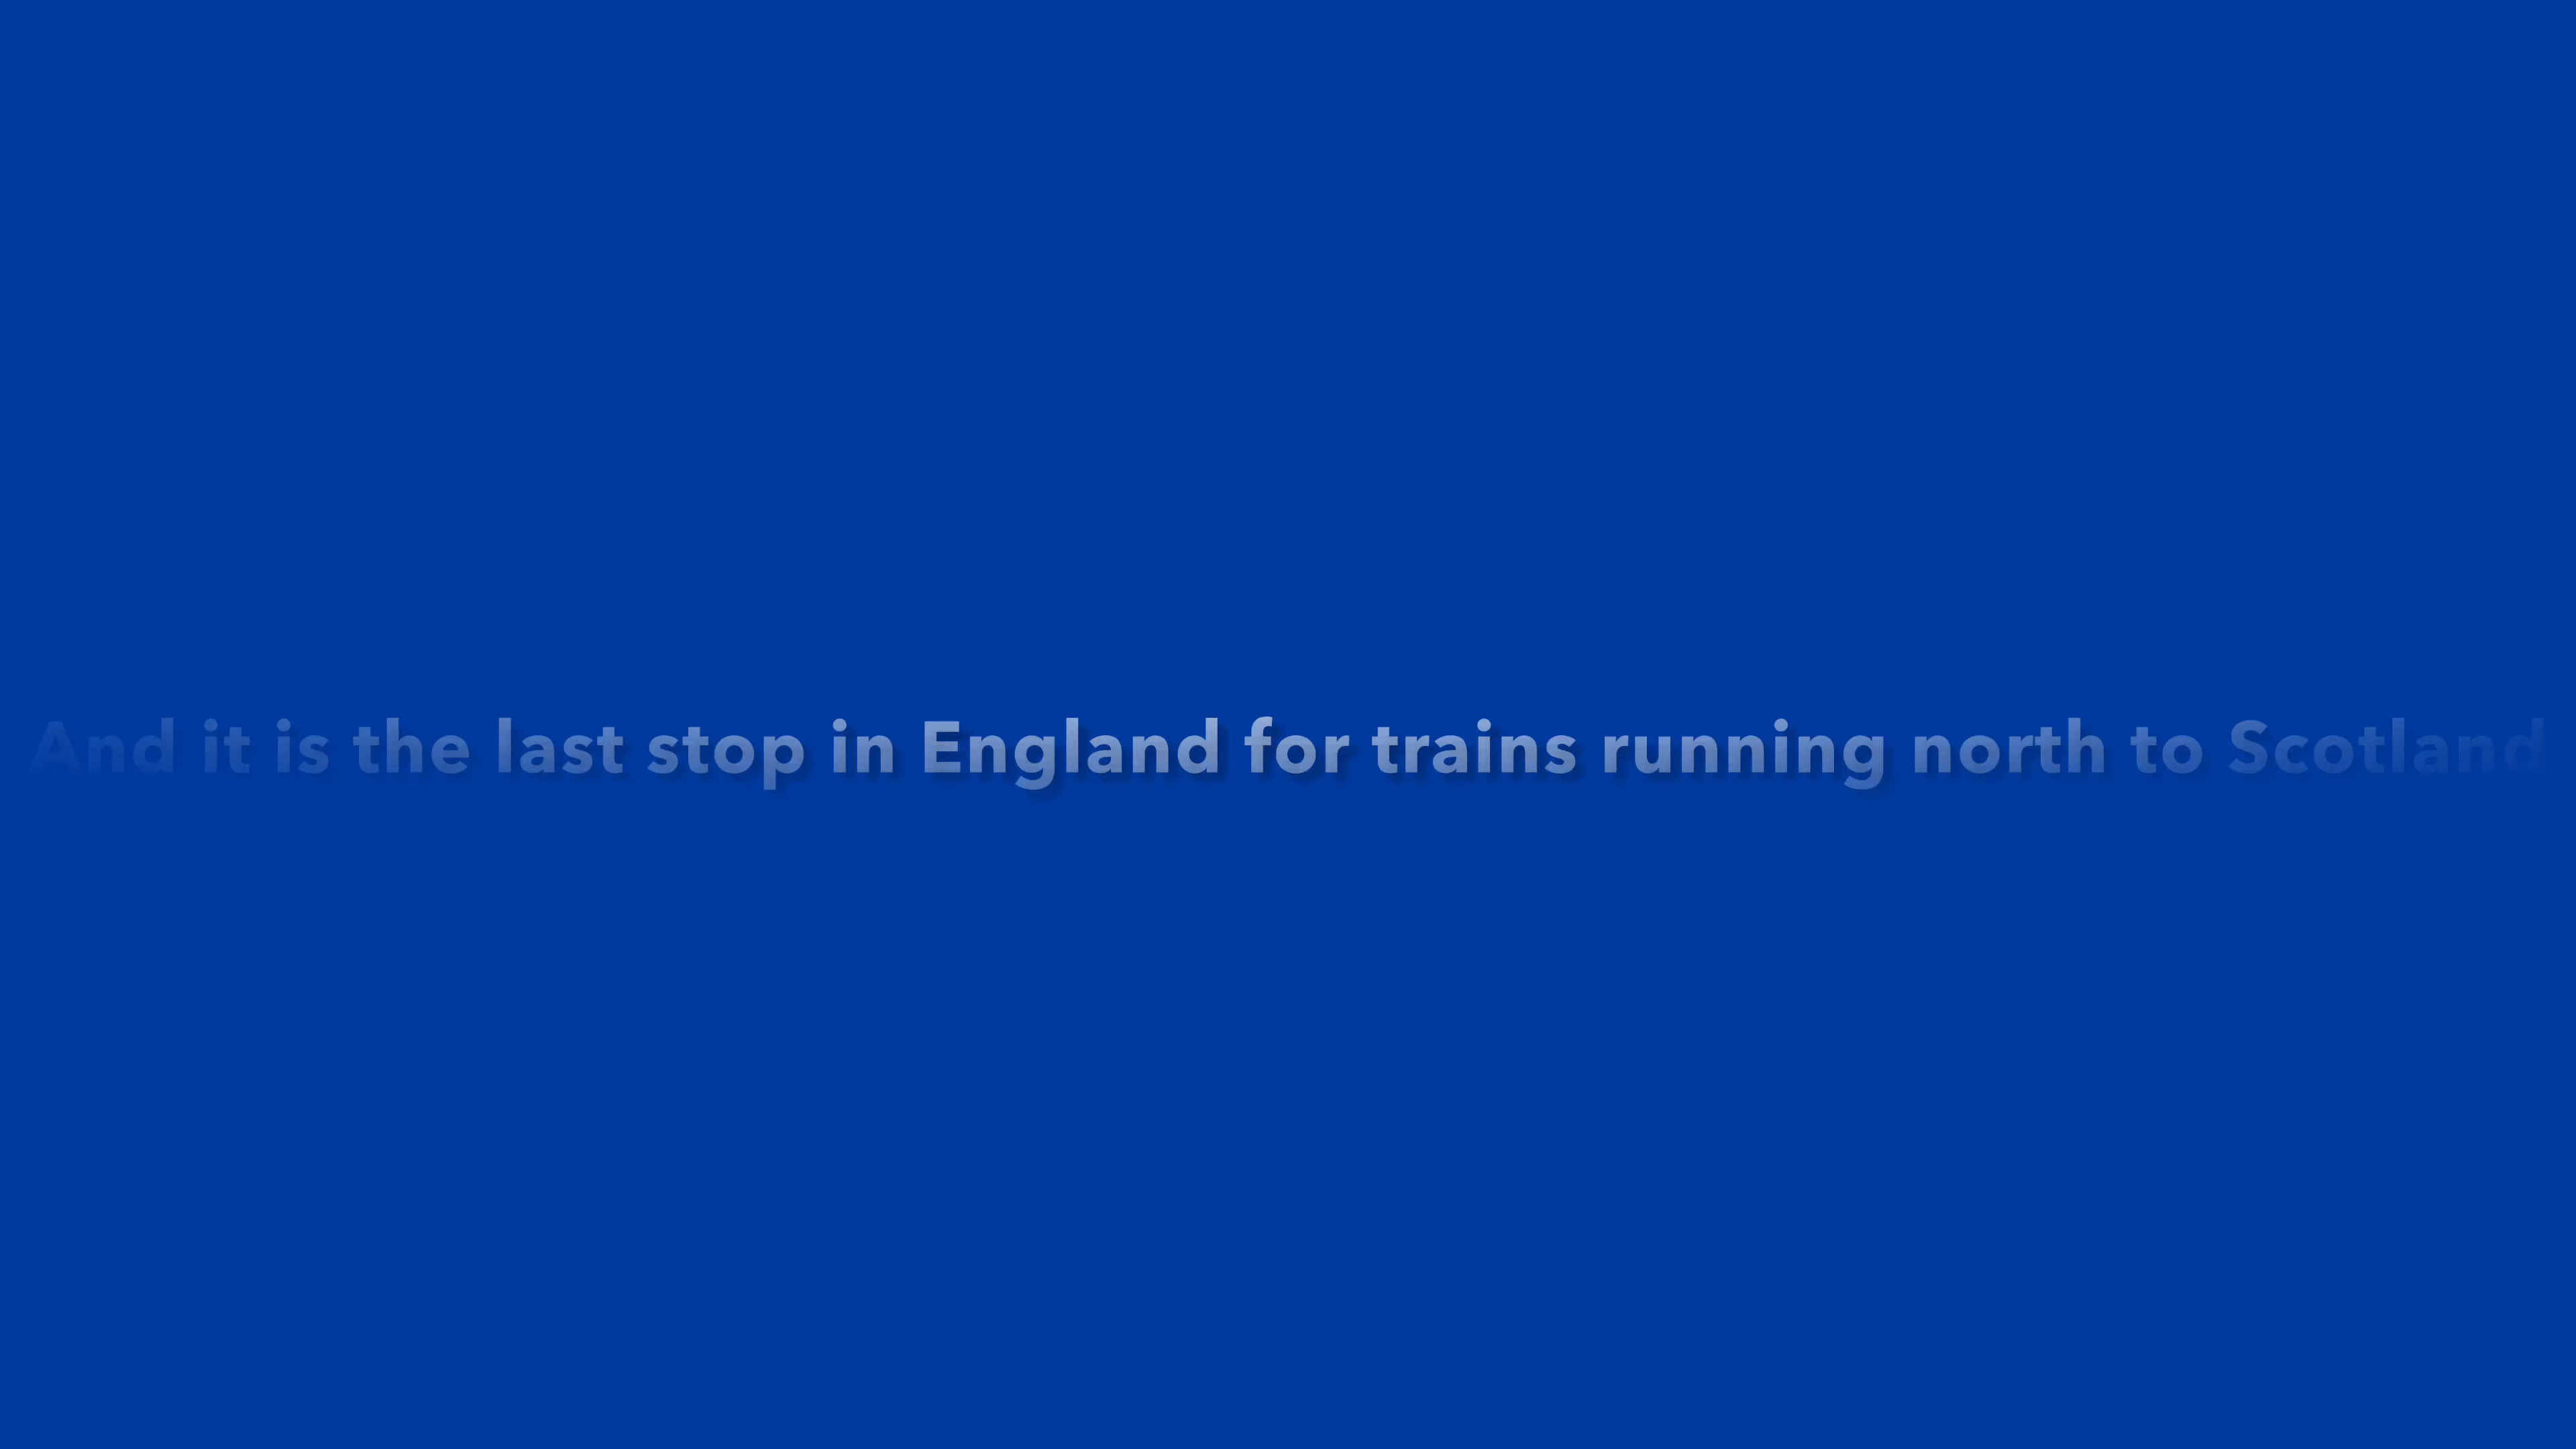 And it is the last stop in England for trains running north to Scotland